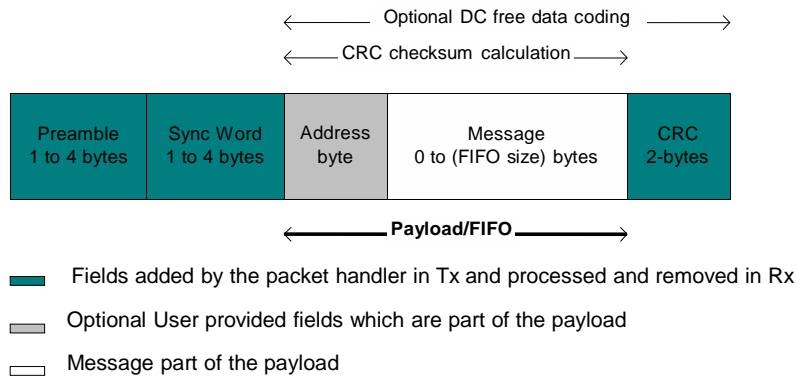 Optional DC free data coding
CRC checksum calculation
Preamble
1 to 4 bytes
Sync Word
1 to 4 bytes
Address
byte
Message
0 to (FIFO size) bytes
CRC
2-bytes
Payload/FIFO
Fields added by the packet handler in Tx and processed and removed in Rx
Optional User provided fields which are part of the payload
Message part of the payload